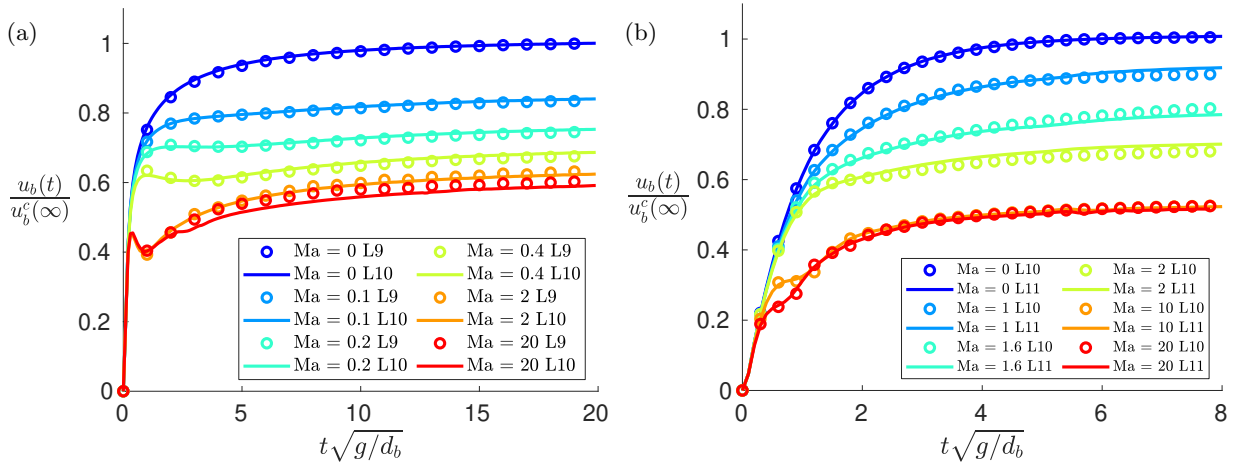 (a)
u_b(t)
u_b^c(∞)
1
0.8
0.6
0.4
0.2
0
0 5 10 15 20
t√g/d_b
Ma = 0 L9
Ma = 0 L10
Ma = 0.1 L9
Ma = 0.1 L10
Ma = 0.2 L9
Ma = 0.2 L10
Ma = 0.4 L9
Ma = 0.4 L10
Ma = 2 L9
Ma = 2 L10
Ma = 20 L9
Ma = 20 L10
(b)
u_b(t)
u_b^c(∞)
1
0.8
0.6
0.4
0.2
0
0 2 4 6 8
t√g/d_b
Ma = 0 L10
Ma = 0 L11
Ma = 1 L10
Ma = 1 L11
Ma = 1.6 L10
Ma = 1.6 L11
Ma = 2 L10
Ma = 2 L11
Ma = 10 L10
Ma = 10 L11
Ma = 20 L10
Ma = 20 L11